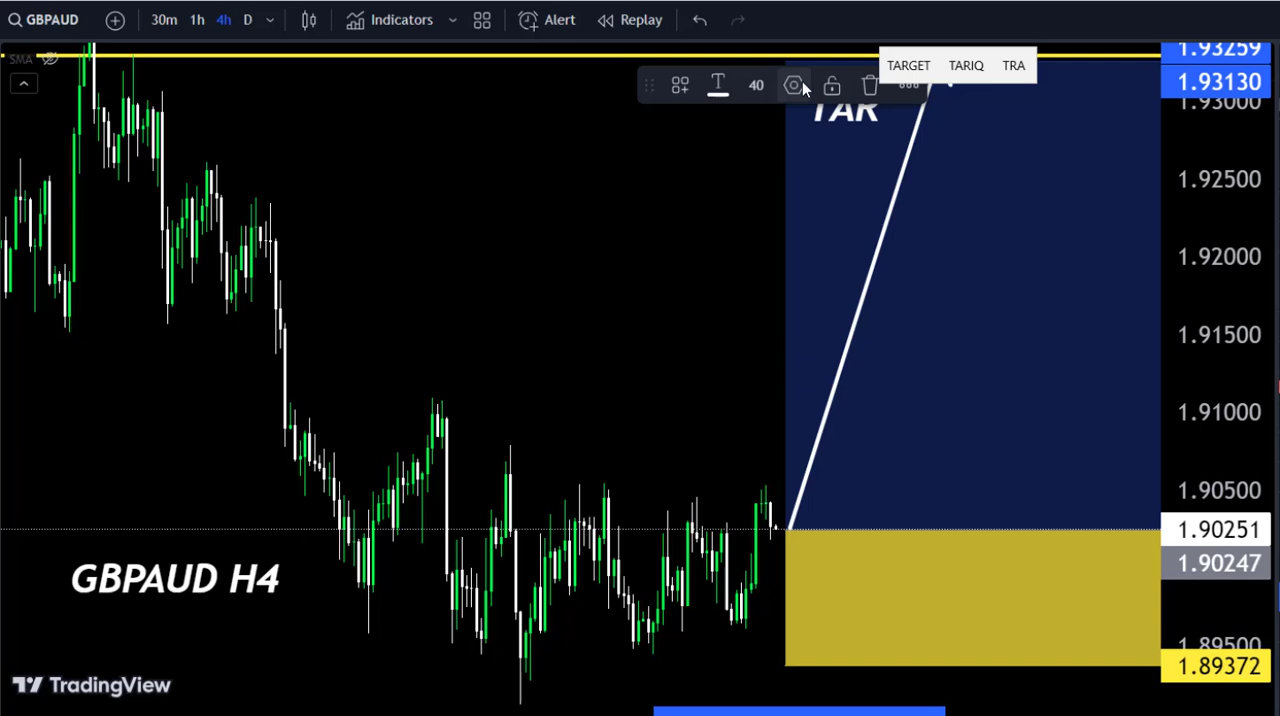 GBPAUD 30m 1h 4h D Indicators Alert Replay
SMA
TARGET TARIQ TRA
40
TAR
1.93259
1.93130
1.93000
1.92500
1.92000
1.91500
1.91000
1.90500
1.90251
1.90247
GBPAUD H4
1.89500
1.89372
TradingView